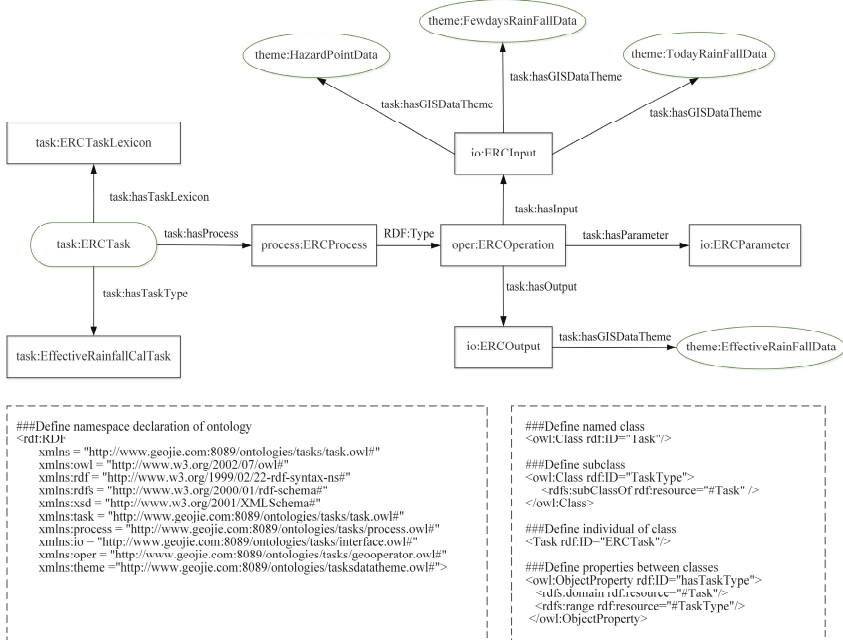 theme:FewdaysRainFallData
theme:HazardPointData
theme:TodayRainFallData
task:hasGISDataTheme
task:hasGISDataTheme
task:hasGISDataTheme
task:ERCTaskLexicon
io:ERCInput
task:hasTaskLexicon
task:hasInput
task:ERCTask
task:hasProcess
process:ERCProcess
RDF:Type
oper:ERCOperation
task:hasParameter
io:ERCParameter
task:hasTaskType
task:hasOutput
task:EffectiveRainfallCalTask
io:ERCOutput
task:hasGISDataTheme
theme:EffectiveRainFallData
###Define namespace declaration of ontology
<rdf:RDF
xmlns = "http://www.geojie.com:8089/ontologies/tasks/task.owl#"
xmlns:owl = "http://www.w3.org/2002/07/owl#"
xmlns:rdf = "http://www.w3.org/1999/02/22-rdf-syntax-ns#"
xmlns:rdfs = "http://www.w3.org/2000/01/rdf-schema#"
xmlns:xsd = "http://www.w3.org/2001/XMLSchema#"
xmlns:task = "http://www.geojie.com:8089/ontologies/tasks/task.owl#"
xmlns:process = "http://www.geojie.com:8089/ontologies/tasks/process.owl#"
xmlns:io = "http://www.geojie.com:8089/ontologies/tasks/interface.owl#"
xmlns:oper = "http://www.geojie.com:8089/ontologies/tasks/geooperator.owl#"
xmlns:theme ="http://www.geojie.com:8089/ontologies/tasksdatatheme.owl#">
###Define named class
<owl:Class rdf:ID="Task"/>
###Define subclass
<owl:Class rdf:ID="TaskType">
<rdfs:subClassOf rdf:resource="#Task" />
</owl:Class>
###Define individual of class
<Task rdf:ID="ERCTask"/>
###Define properties between classes
<owl:ObjectProperty rdf:ID="hasTaskType">
<rdfs:domain rdf:resource="#Task"/>
<rdfs:range rdf:resource="#TaskType"/>
</owl:ObjectProperty>